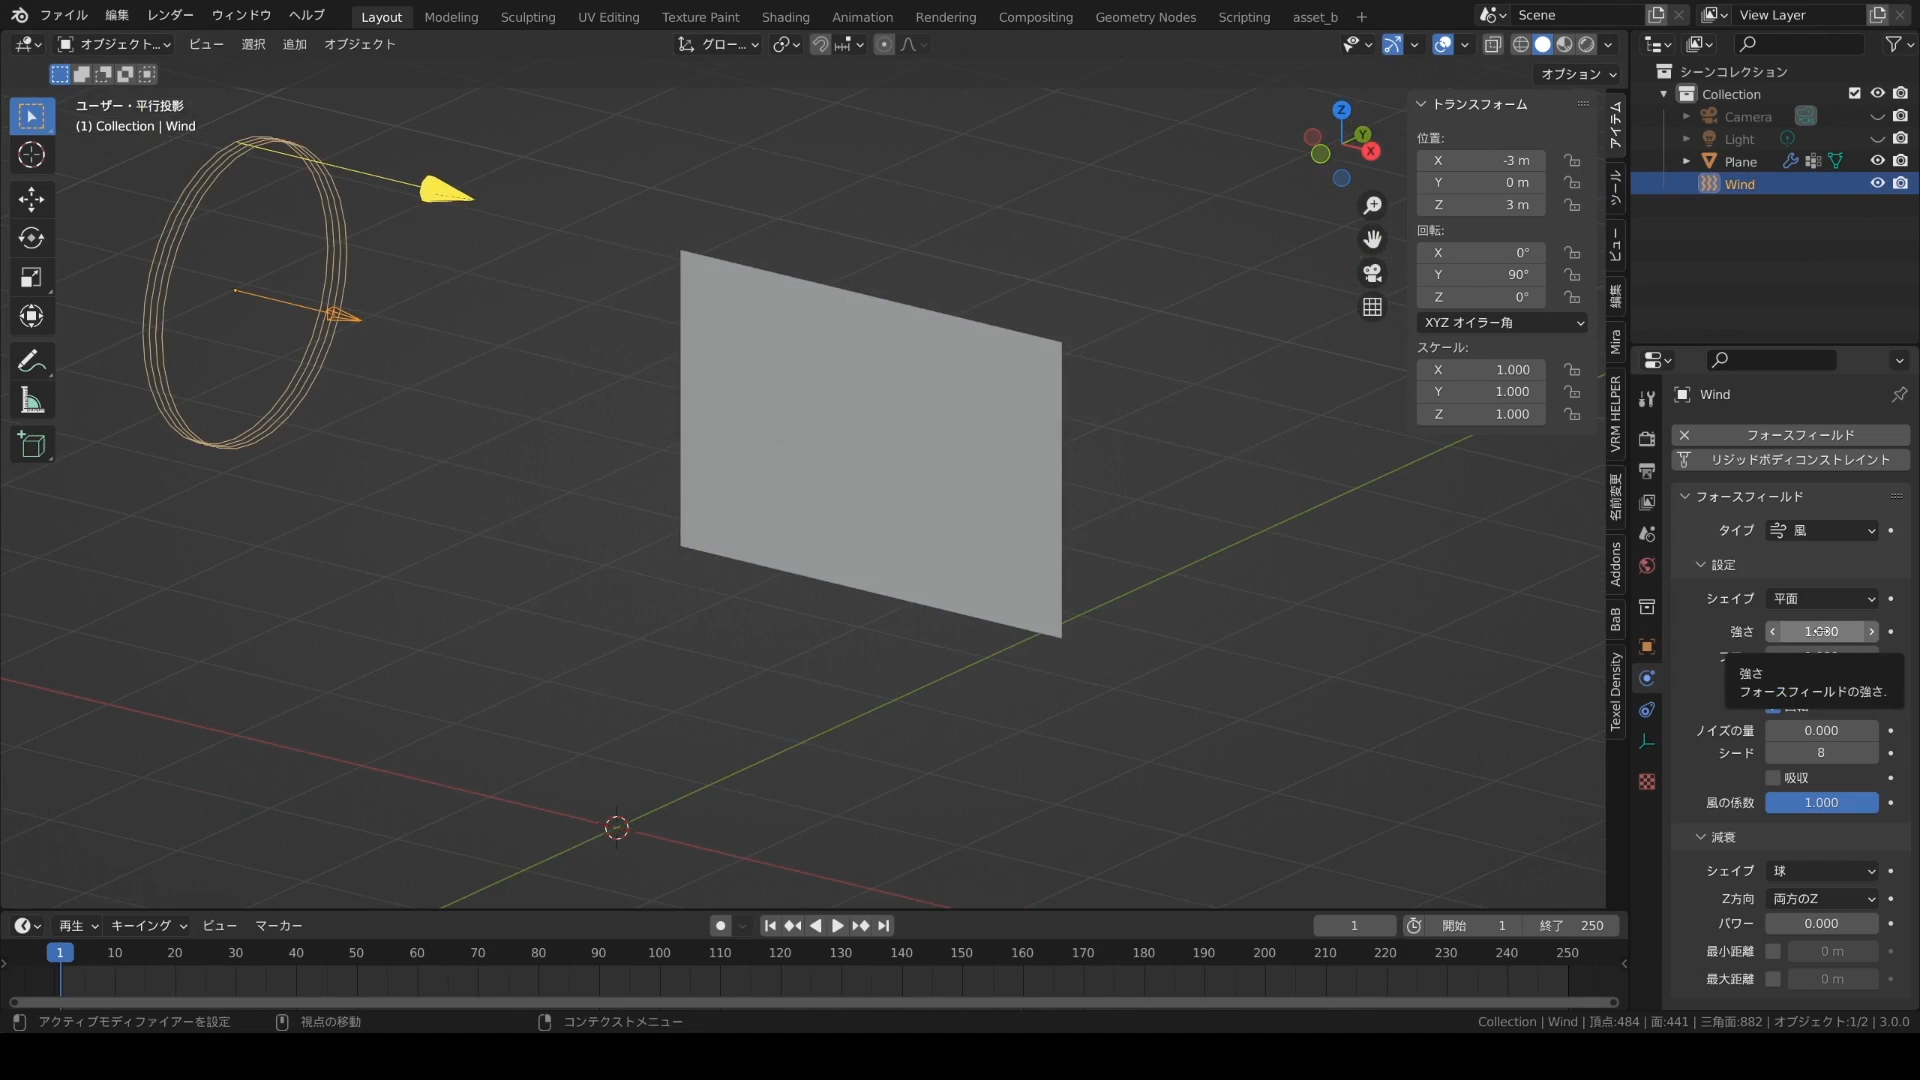 ファイル 編集 レンダー ウィンドウ ヘルプ Layout Modeling Sculpting UV Editing Texture Paint Shading Animation Rendering Compositing Geometry Nodes Scripting asset_b + Scene View Layer
オブジェクト... ビュー 選択 追加 オブジェクト グロー...
オプション
ユーザー・平行投影
(1) Collection | Wind
Z
Y
X
トランスフォーム
位置:
X -3 m
Y 0 m
Z 3 m
回転:
X 0°
Y 90°
Z 0°
XYZ オイラー角
スケール:
X 1.000
Y 1.000
Z 1.000
アイテム
ツール
ビュー
編集
Mira
VRM HELPER
名前変更
Addons
BaB
Texel Density
シーンコレクション
Collection
Camera
Light
Plane
Wind
Wind
フォースフィールド
リジッドボディコンストレイント
フォースフィールド
タイプ 風
設定
シェイプ 平面
強さ
強さ
フォースフィールドの強さ.
ノイズの量 0.000
シード 8
吸収
風の係数 1.000
減衰
シェイプ 球
Z方向 両方のZ
パワー 0.000
最小距離 0 m
最大距離 0 m
再生 キーイング ビュー マーカー 1 開始 1 終了 250
1 10 20 30 40 50 60 70 80 90 100 110 120 130 140 150 160 170 180 190 200 210 220 230 240 250
アクティブモディファイアーを設定 視点の移動 コンテクストメニュー Collection | Wind | 頂点:484 | 面:441 | 三角面:882 | オブジェクト:1/2 | 3.0.0